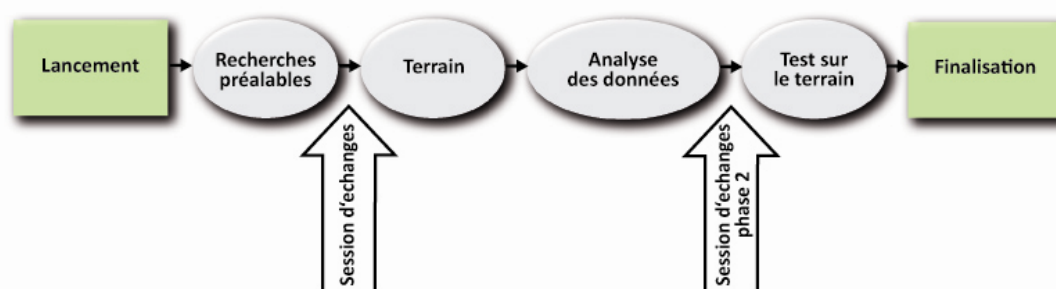 Lancement
Recherches
préalables
Terrain
Analyse
des données
Test sur
le terrain
Finalisation
Session d'echanges
Session d'echanges
phase 2